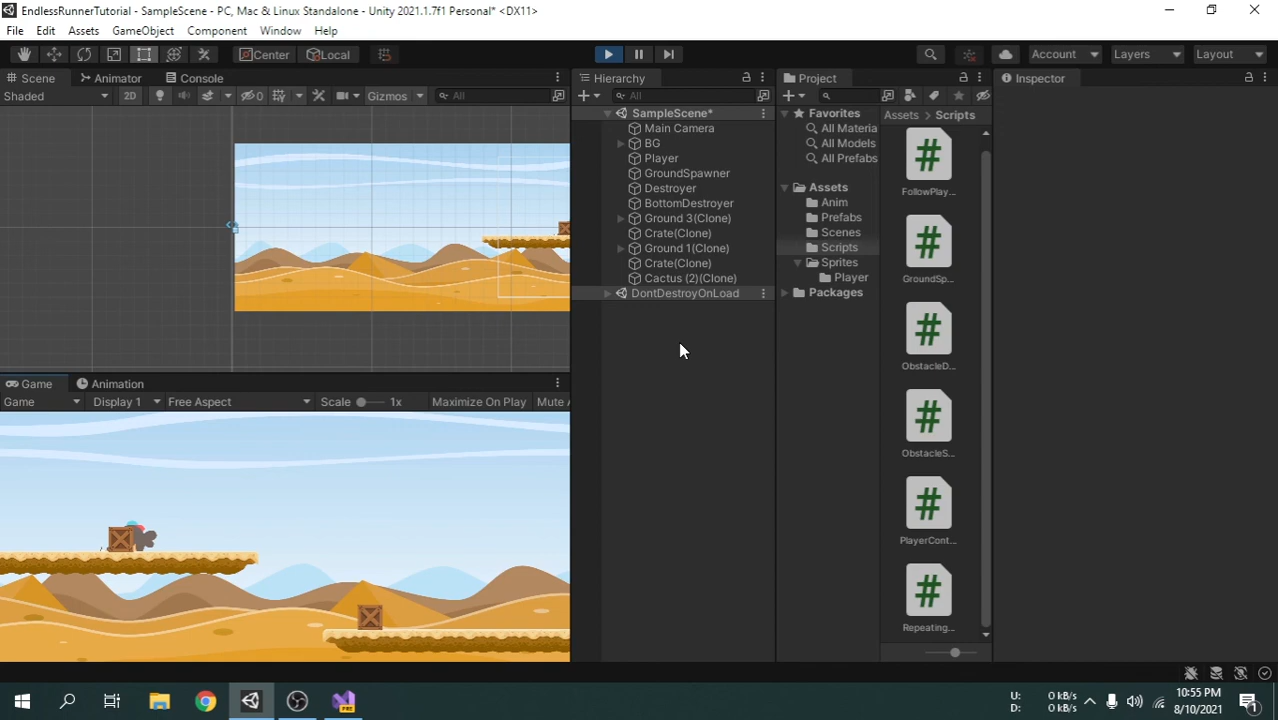 EndlessRunnerTutorial - SampleScene - PC, Mac & Linux Standalone - Unity 2021.1.7f1 Personal* <DX11>
File Edit Assets GameObject Component Window Help
Center Local Account Layers Layout
Scene Animator Console
Shaded 2D 0 Gizmos All
Game Animation
Game Display 1 Free Aspect Scale 1x Maximize On Play Mute A
Hierarchy
All
SampleScene*
Main Camera
BG
Player
GroundSpawner
Destroyer
BottomDestroyer
Ground 3(Clone)
Crate(Clone)
Ground 1(Clone)
Crate(Clone)
Cactus (2)(Clone)
DontDestroyOnLoad
Project
Favorites
All Materia
All Models
All Prefabs
Assets
Anim
Prefabs
Scenes
Scripts
Sprites
Player
Packages
Assets Scripts
FollowPlay...
GroundSp...
ObstacleD...
ObstacleS...
PlayerCont...
Repeating...
Inspector
U: 0 kB/s
D: 0 kB/s
10:55 PM
8/10/2021
1